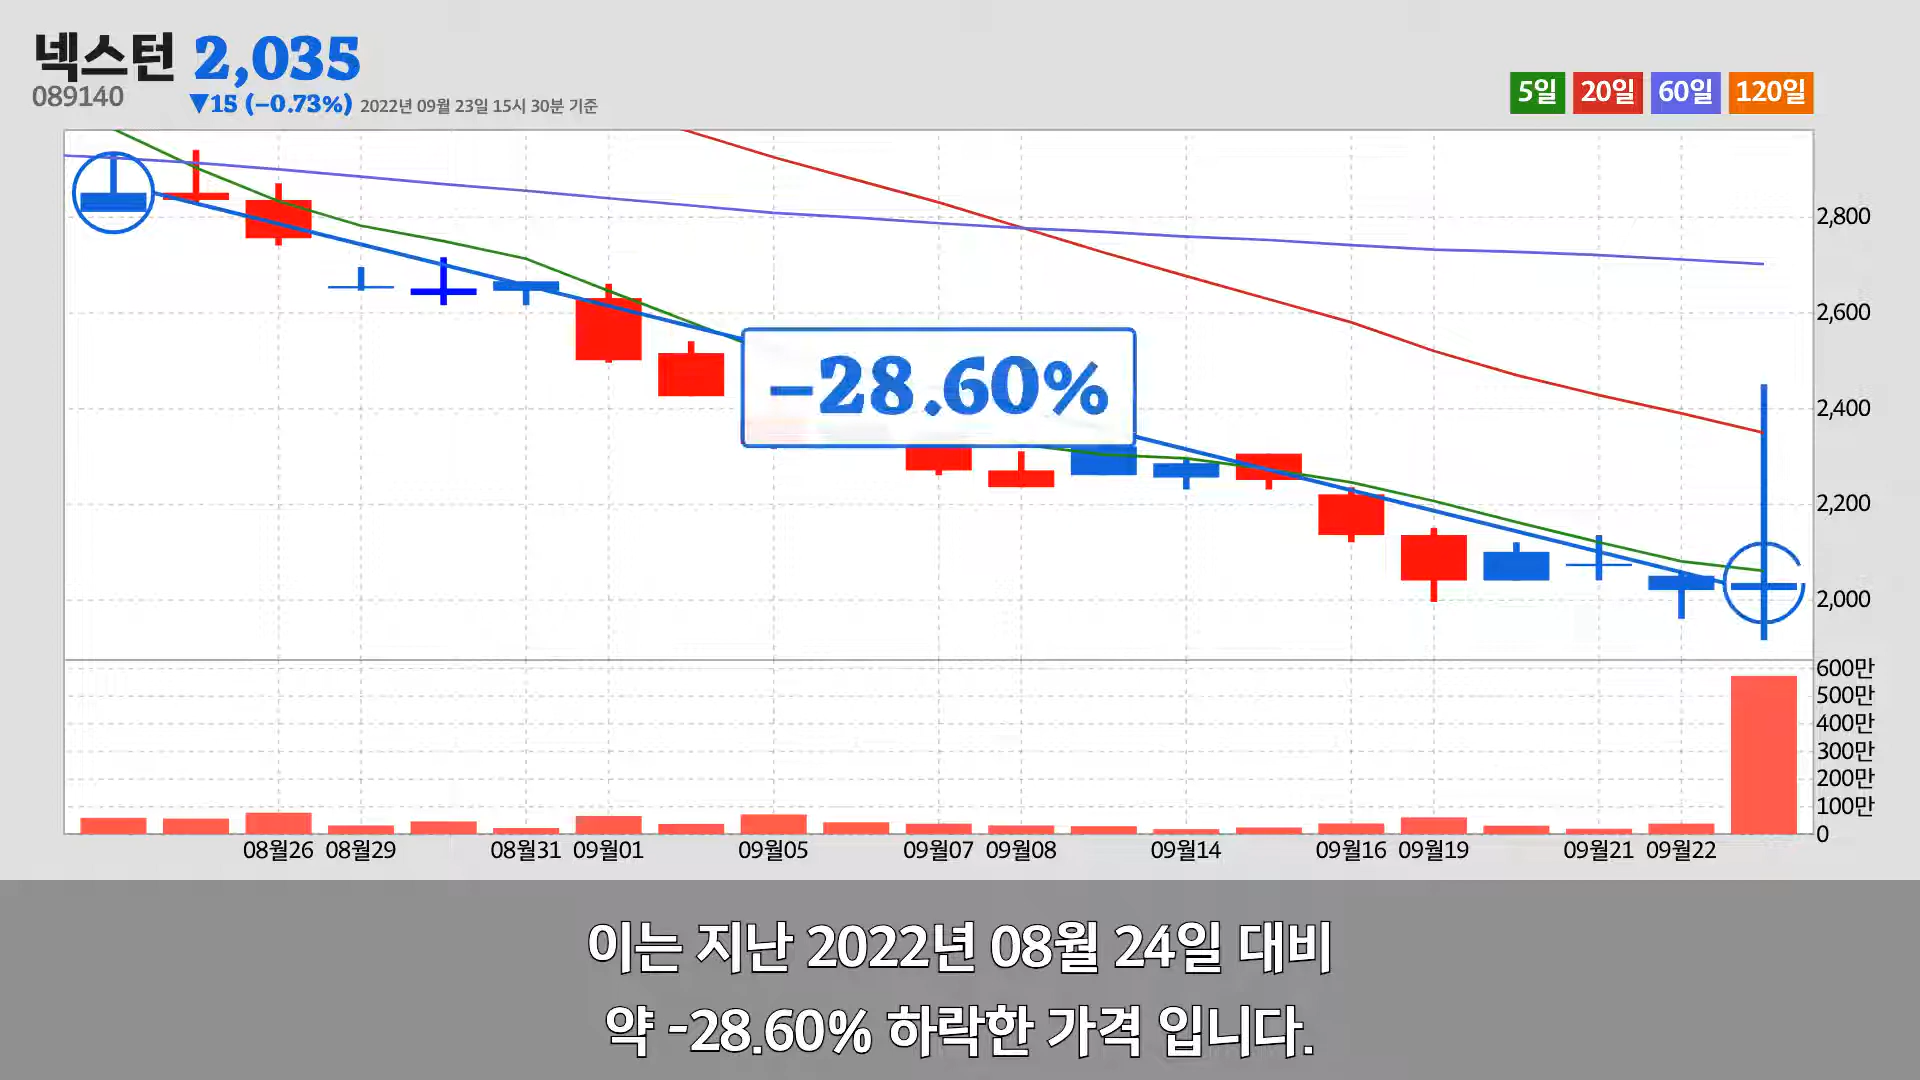 넥스턴 2,035
089140 ▼15 (−0.73%) 2022년 09월 23일 15시 30분 기준
5일 20일 60일 120일
2,800
2,600
−28.60%
2,400
2,200
2,000
600만
500만
400만
300만
200만
100만
0
08월26 08월29 08월31 09월01 09월05 09월07 09월08 09월14 09월16 09월19 09월21 09월22
이는 지난 2022년 08월 24일 대비
약 -28.60% 하락한 가격 입니다.